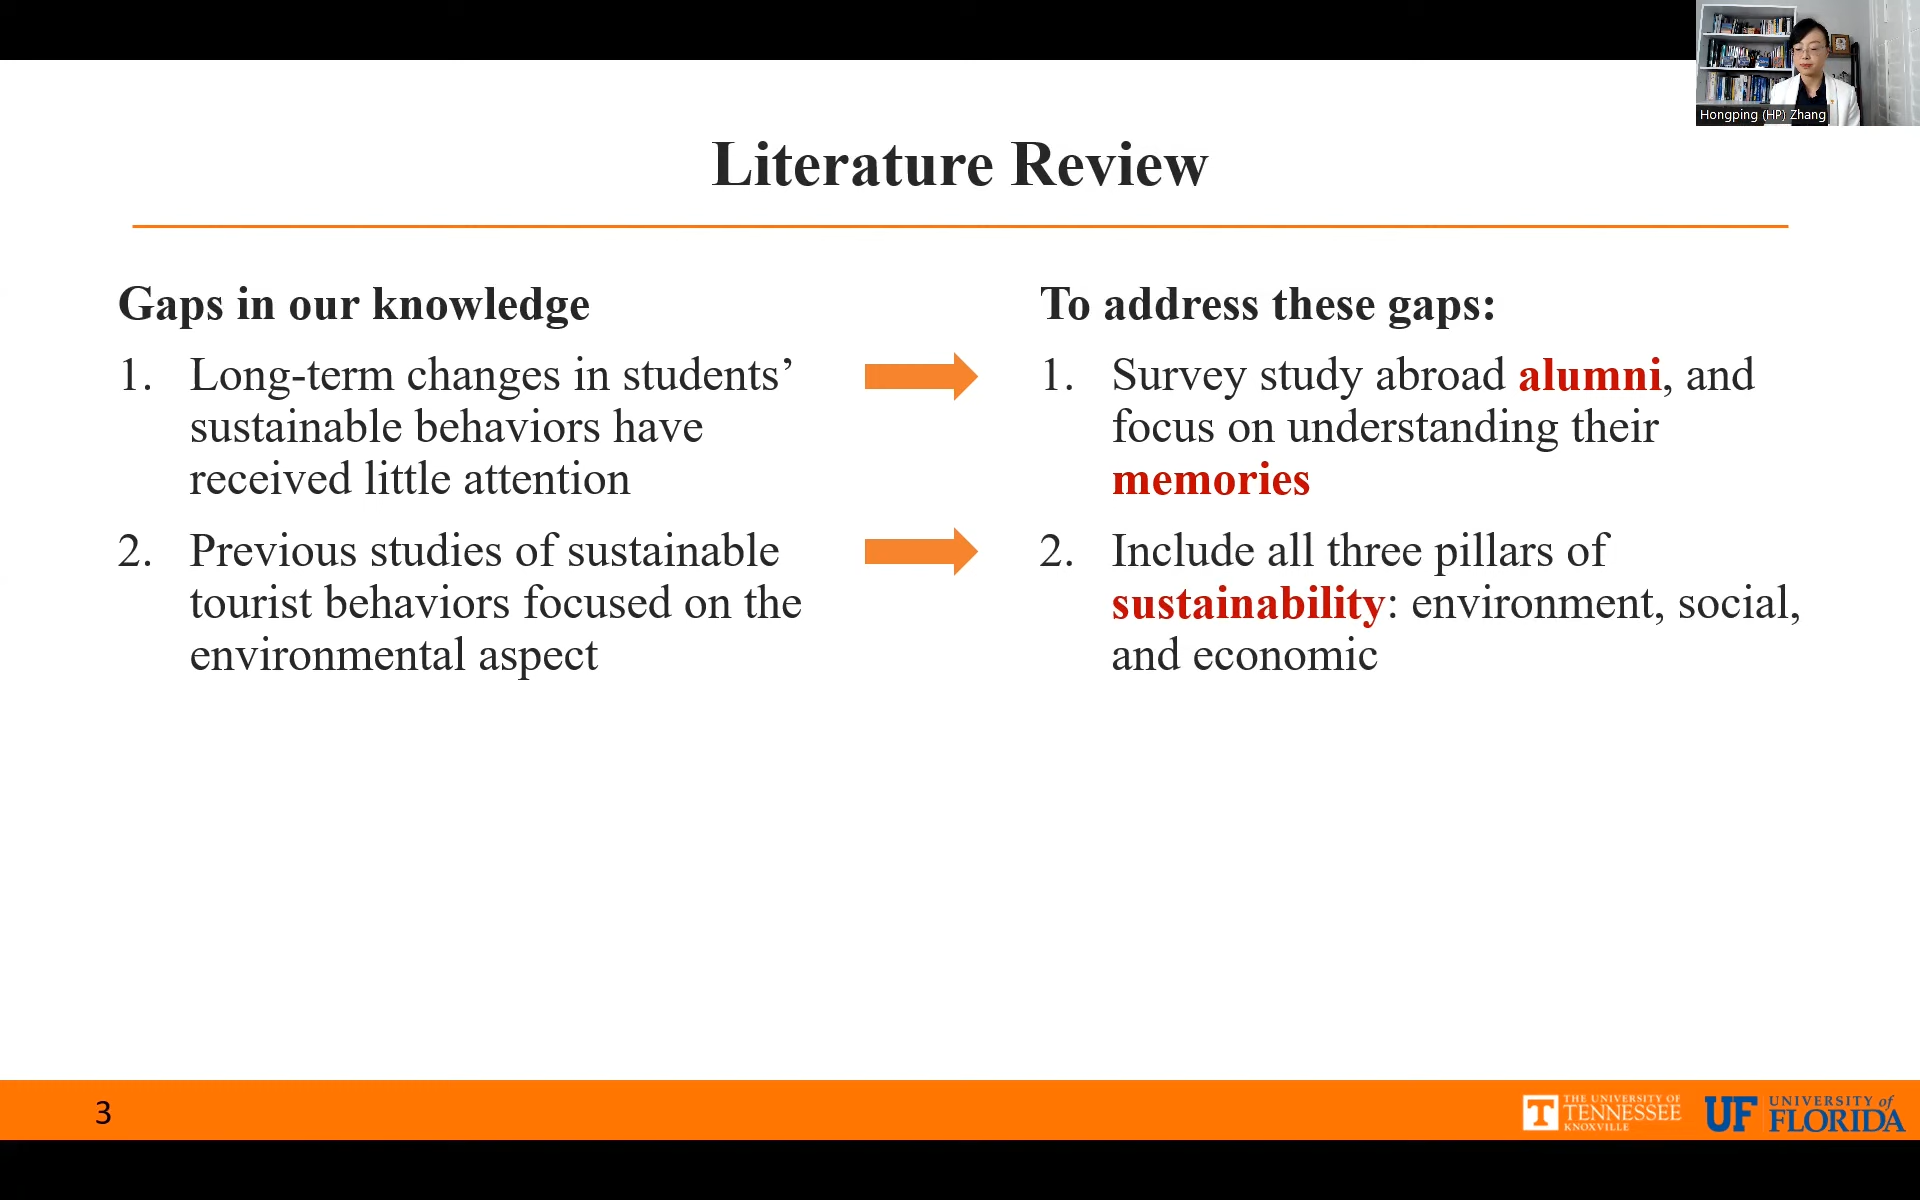 Hongping (HP) Zhang
Literature Review
Gaps in our knowledge
1. Long-term changes in students’
sustainable behaviors have
received little attention
2. Previous studies of sustainable
tourist behaviors focused on the
environmental aspect
To address these gaps:
1. Survey study abroad alumni, and
focus on understanding their
memories
2. Include all three pillars of
sustainability: environment, social,
and economic
3
T
THE UNIVERSITY OF
TENNESSEE
KNOXVILLE
UF
UNIVERSITY of
FLORIDA